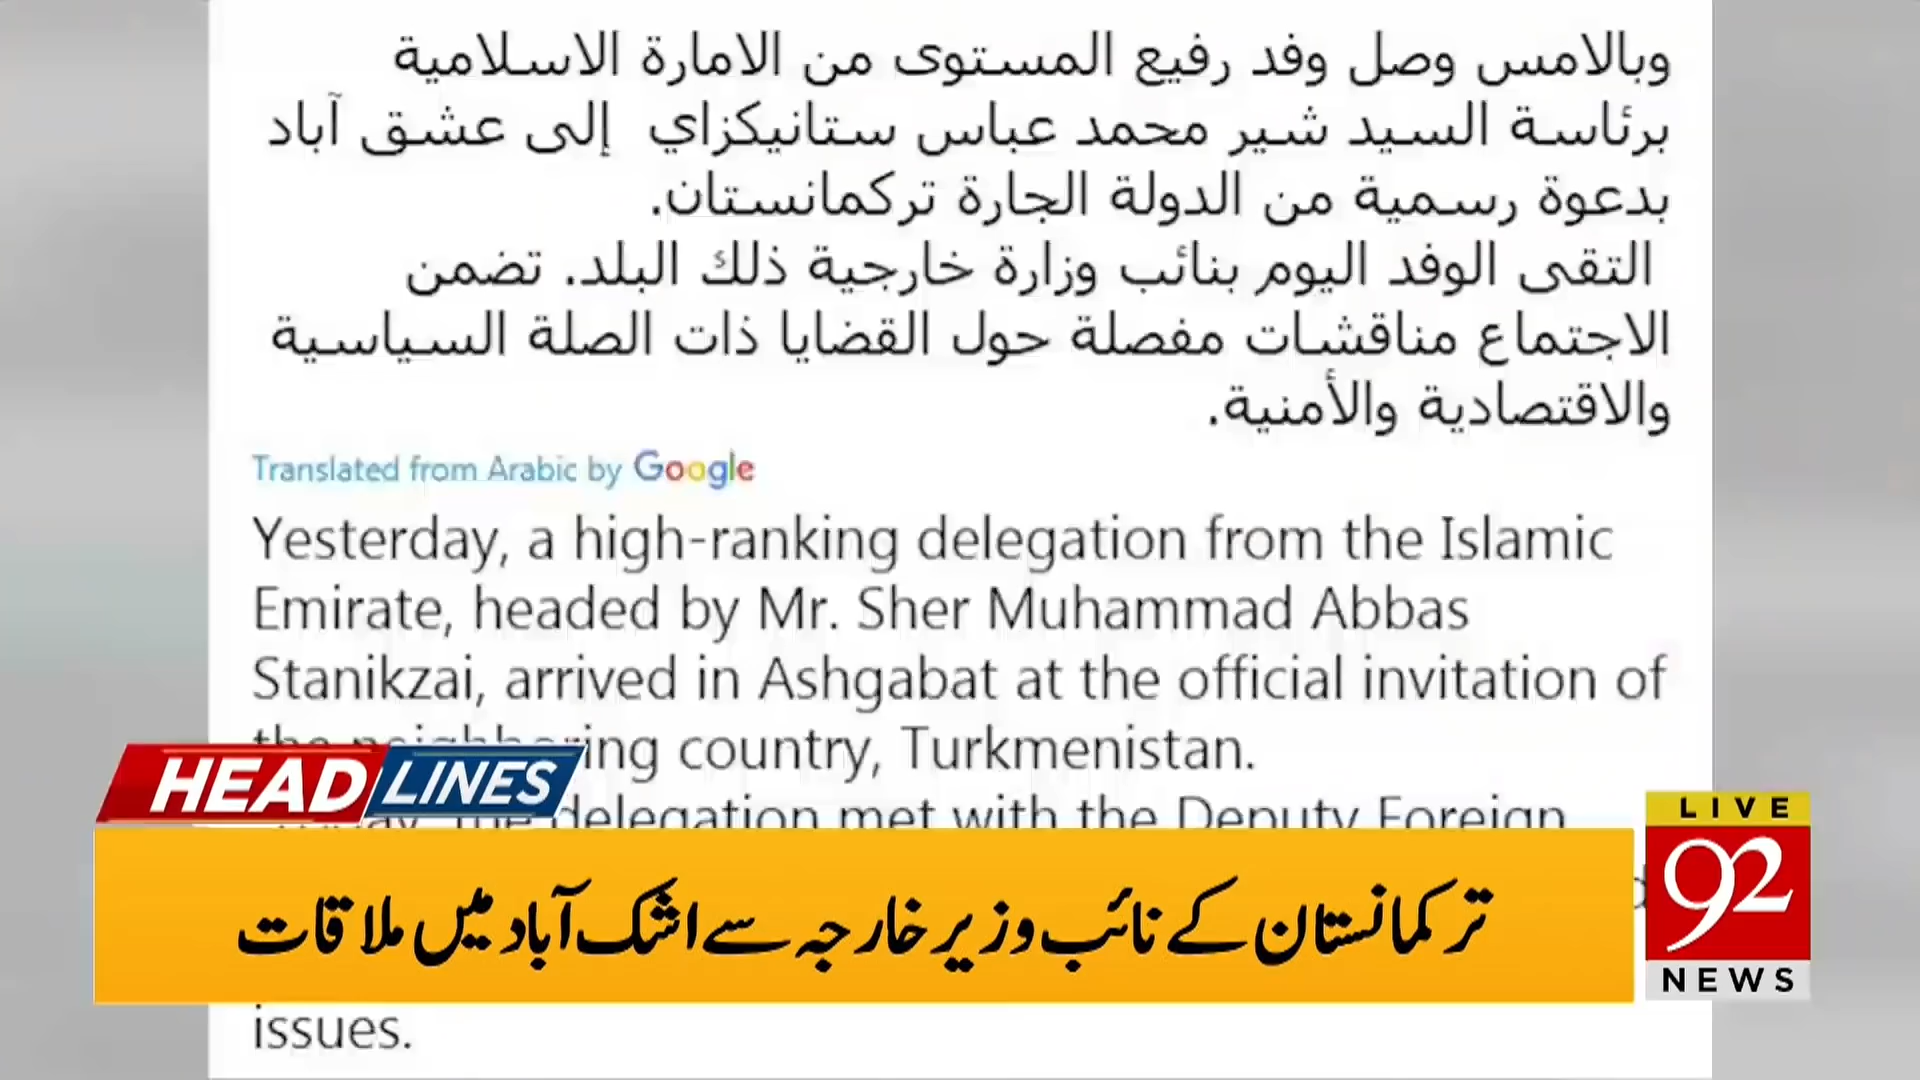 وبالامس وصل وفد رفيع المستوى من الامارة الاسلامية
برئاسة السيد شير محمد عباس ستانيكزاي إلى عشق آباد
بدعوة رسمية من الدولة الجارة تركمانستان.
التقى الوفد اليوم بنائب وزارة خارجية ذلك البلد. تضمن
الاجتماع مناقشات مفصلة حول القضايا ذات الصلة السياسية
والاقتصادية والأمنية.
Translated from Arabic by Google
Yesterday, a high-ranking delegation from the Islamic
Emirate, headed by Mr. Sher Muhammad Abbas
Stanikzai, arrived in Ashgabat at the official invitation of
the neighboring country, Turkmenistan.
delegation met with the Deputy Foreign
issues.
HEADLINES
ترکمانستان کے نائب وزیر خارجہ سے اشک آباد میں ملاقات
LIVE
92
NEWS